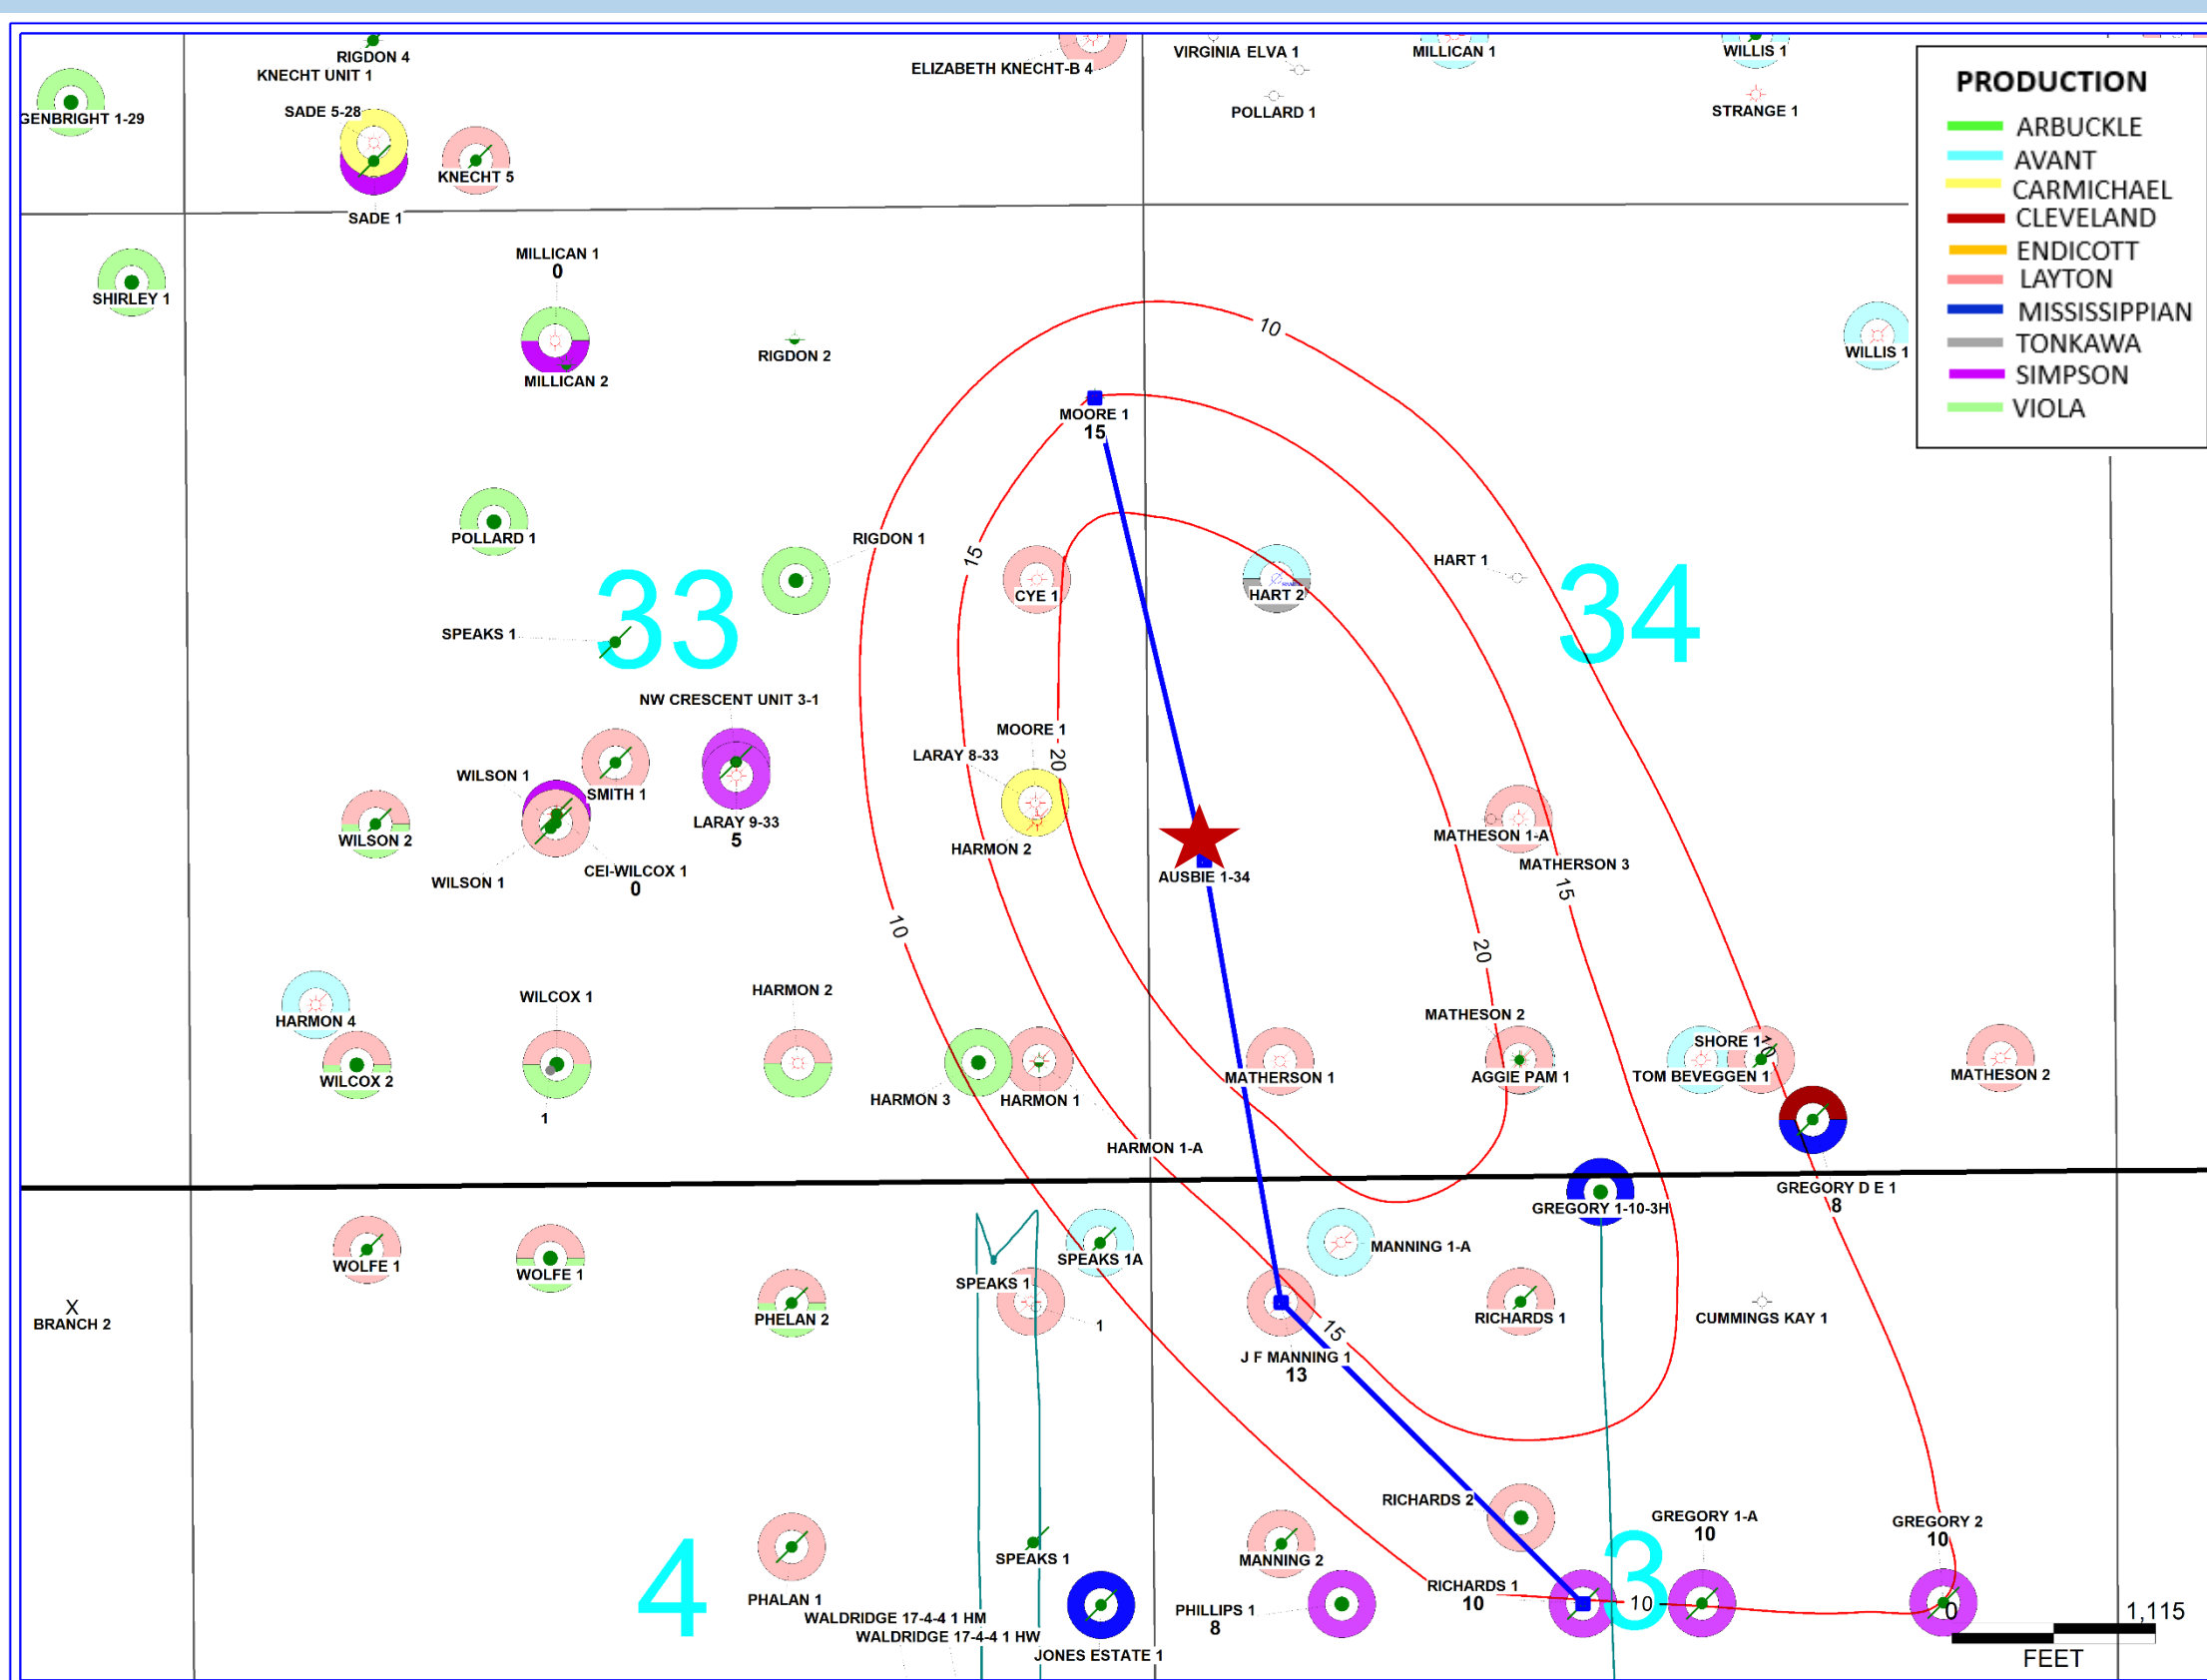 RIGDON 4
KNECHT UNIT 1
ELIZABETH KNECHT-B 4
VIRGINIA ELVA 1
MILLICAN 1
WILLIS 1
GENBRIGHT 1-29
SADE 5-28
KNECHT 5
SADE 1
POLLARD 1
STRANGE 1
PRODUCTION
ARBUCKLE
AVANT
CARMICHAEL
CLEVELAND
ENDICOTT
LAYTON
MISSISSIPPIAN
TONKAWA
SIMPSON
VIOLA
MILLICAN 1
0
SHIRLEY 1
MILLICAN 2
RIGDON 2
10
WILLIS 1
MOORE 1
15
POLLARD 1
RIGDON 1
15
CYE 1
HART 2
HART 1
33
34
SPEAKS 1
NW CRESCENT UNIT 3-1
MOORE 1
LARAY 8-33
20
WILSON 1
SMITH 1
LARAY 9-33
5
WILSON 2
HARMON 2
MATHESON 1-A
MATHERSON 3
WILSON 1
CEI-WILCOX 1
0
AUSBIE 1-34
15
10
20
HARMON 4
WILCOX 1
HARMON 2
MATHESON 2
SHORE 1
10
WILCOX 2
1
HARMON 3
HARMON 1
MATHERSON 1
AGGIE PAM 1
TOM BEVEGGEN 1
MATHESON 2
HARMON 1-A
GREGORY D E 1
8
GREGORY 1-10-3H
WOLFE 1
WOLFE 1
SPEAKS 1
SPEAKS 1A
MANNING 1-A
X
BRANCH 2
PHELAN 2
1
15
RICHARDS 1
CUMMINGS KAY 1
J F MANNING 1
13
RICHARDS 2
GREGORY 1-A
10
GREGORY 2
10
4
3
SPEAKS 1
MANNING 2
PHALAN 1
RICHARDS 1
10
10
PHILLIPS 1
8
WALDRIDGE 17-4-4 1 HM
WALDRIDGE 17-4-4 1 HW
JONES ESTATE 1
0
1,115
FEET